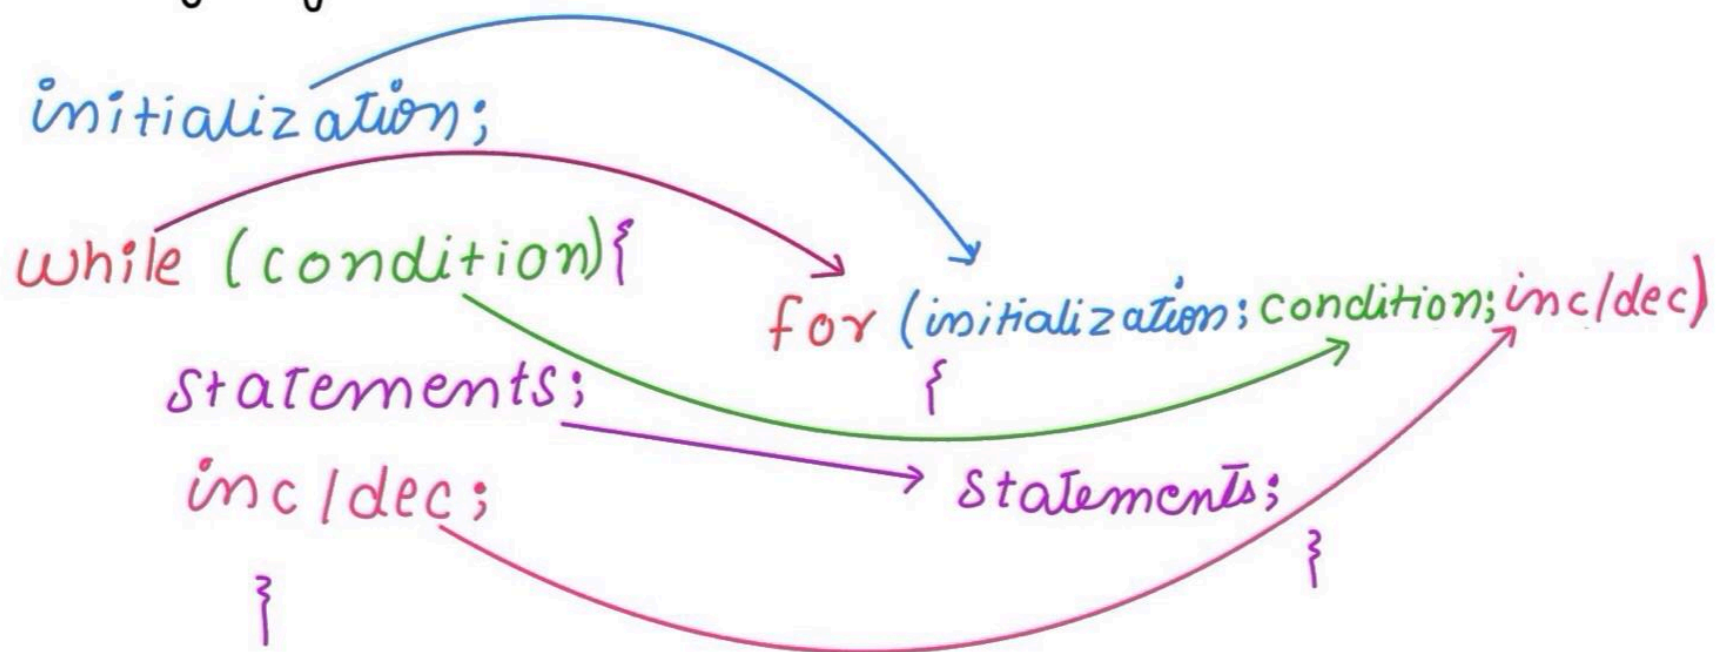 initialization;
while (condition){
for (initialization; condition; inc/dec)
{
statements;
statements;
inc/dec;
}
}